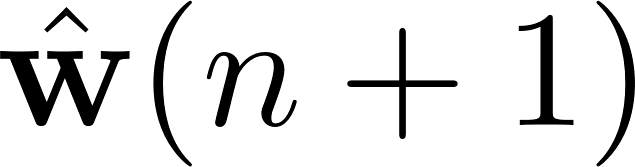 ŵ(n + 1)